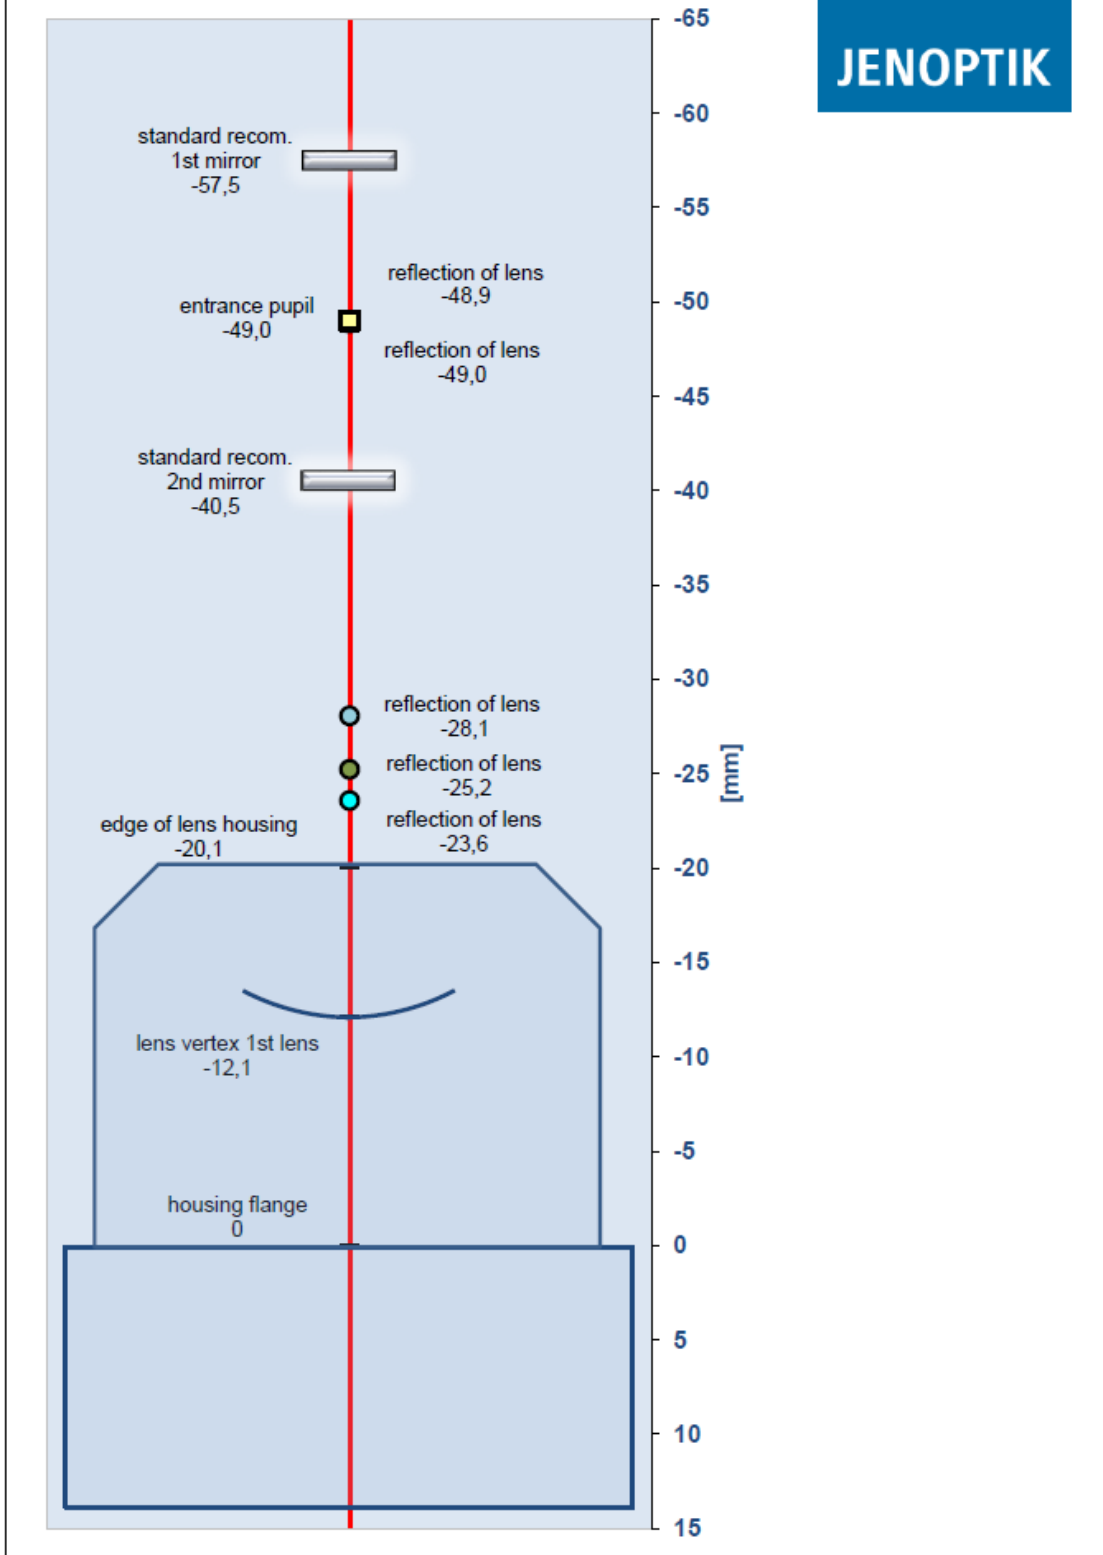 JENOPTIK
-65
-60
standard recom.
1st mirror
-57,5
-55
reflection of lens
-48,9
-50
entrance pupil
-49,0
reflection of lens
-49,0
-45
standard recom.
2nd mirror
-40,5
-40
-35
-30
reflection of lens
-28,1
reflection of lens
-25,2
-25
[mm]
reflection of lens
-23,6
edge of lens housing
-20,1
-20
-15
lens vertex 1st lens
-12,1
-10
-5
housing flange
0
0
5
10
15